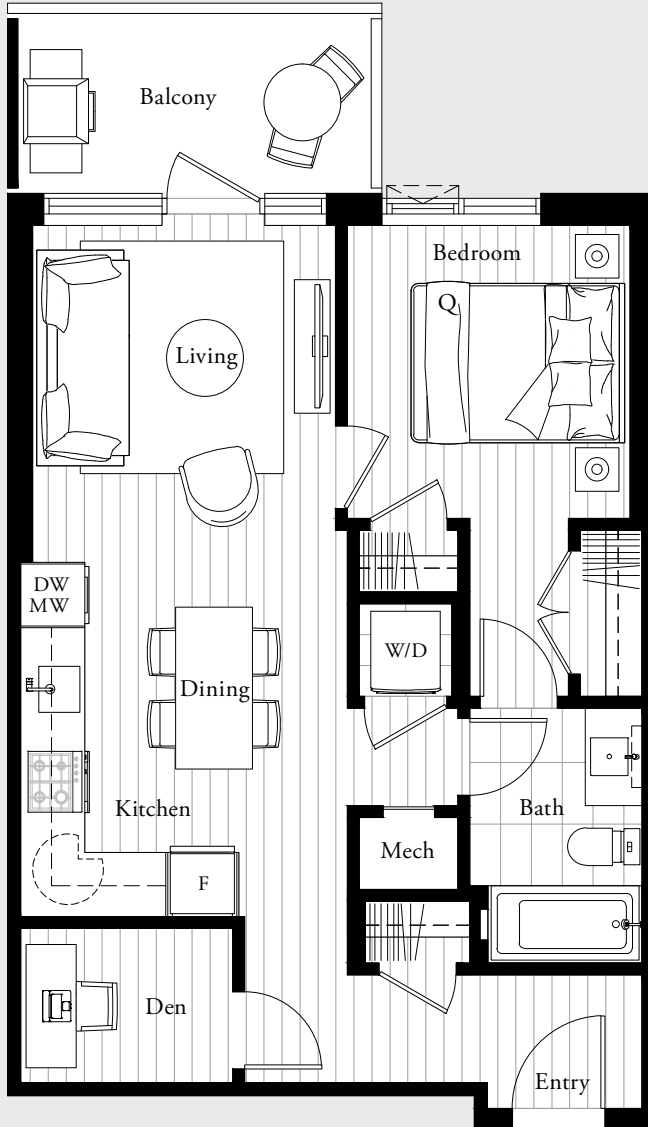 Balcony
Bedroom
Q
Living
DW
MW
W/D
Dining
Kitchen
Bath
Mech
F
Den
Entry